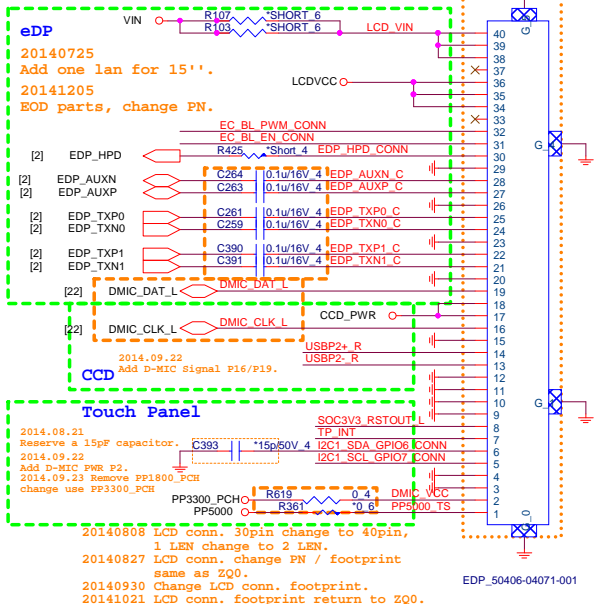 eDP
20140725
Add one lan for 15''.
20141205
EOD parts, change PN.
VIN
R107 *SHORT_6
R103 *SHORT_6
LCD_VIN
LCDVCC
EC_BL_PWM_CONN
EC_BL_EN_CONN
[2] EDP_HPD R425 *Short_4 EDP_HPD_CONN
[2] EDP_AUXN C264 0.1u/16V_4 EDP_AUXN_C
[2] EDP_AUXP C263 0.1u/16V_4 EDP_AUXP_C
[2] EDP_TXP0 C261 0.1u/16V_4 EDP_TXP0_C
[2] EDP_TXN0 C259 0.1u/16V_4 EDP_TXN0_C
[2] EDP_TXP1 C390 0.1u/16V_4 EDP_TXP1_C
[2] EDP_TXN1 C391 0.1u/16V_4 EDP_TXN1_C
[22] DMIC_DAT_L DMIC_DAT_L
CCD_PWR
[22] DMIC_CLK_L DMIC_CLK_L
USBP2+_R
USBP2-_R
2014.09.22
Add D-MIC Signal P16/P19.
CCD
Touch Panel
2014.08.21
Reserve a 15pF capacitor.
2014.09.22
Add D-MIC PWR P2.
2014.09.23 Remove PP1800_PCH
change use PP3300_PCH
SOC3V3_RSTOUT_L
TP_INT
C393 *15p/50V_4 I2C1_SDA_GPIO6_CONN
I2C1_SCL_GPIO7_CONN
PP3300_PCH R619 0_4 DMIC_VCC
PP5000 R361 *0_6 PP5000_TS
40
39
38
37
36
35
34
33
32
31
30
29
28
27
26
25
24
23
22
21
20
19
18
17
16
15
14
13
12
11
10
9
8
7
6
5
4
3
2
1
G_
G_
G_
G_0
20140808 LCD conn. 30pin change to 40pin,
1 LEN change to 2 LEN.
20140827 LCD conn. change PN / footprint
same as ZQ0.
20140930 Change LCD conn. footprint.
20141021 LCD conn. footprint return to ZQ0.
EDP_50406-04071-001